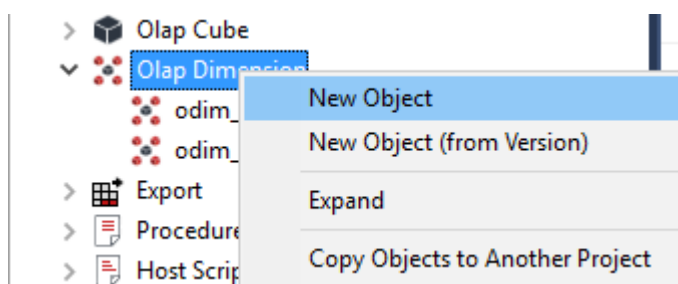 Olap Cube
Olap Dimension
odim_
odim_
Export
Procedure
Host Scrip
New Object
New Object (from Version)
Expand
Copy Objects to Another Project